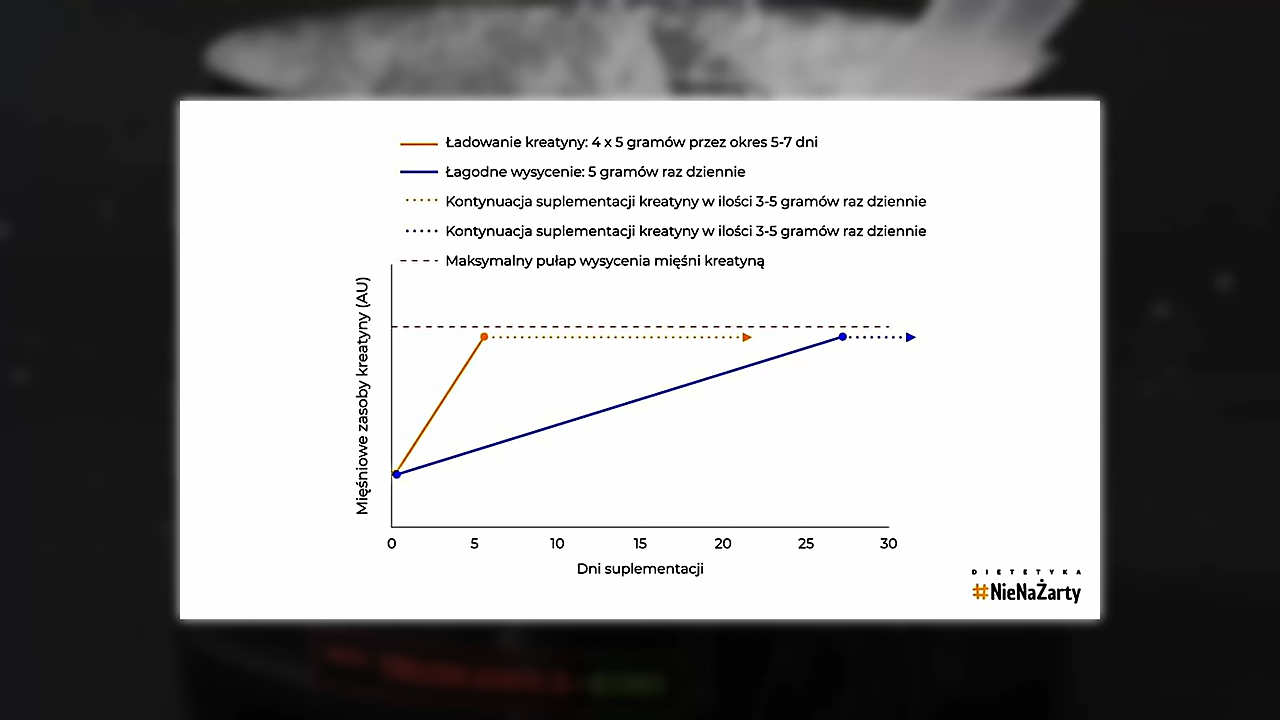 Ładowanie kreatyny: 4 x 5 gramów przez okres 5-7 dni
Łagodne wysycenie: 5 gramów raz dziennie
Kontynuacja suplementacji kreatyny w ilości 3-5 gramów raz dziennie
Kontynuacja suplementacji kreatyny w ilości 3-5 gramów raz dziennie
Maksymalny pułap wysycenia mięśni kreatyną
Mięśniowe zasoby kreatyny (AU)
0 5 10 15 20 25 30
Dni suplementacji
DIETETYKA
#NieNaŻarty